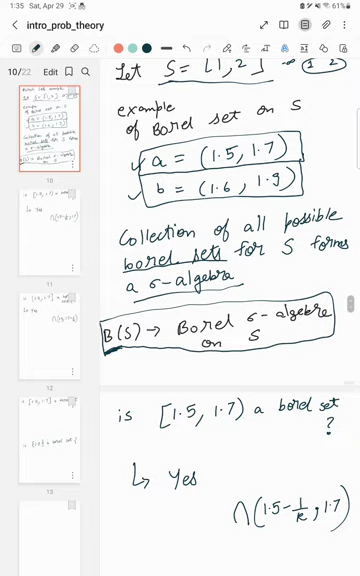 1:35 Sat, Apr 29
61%
intro_prob_theory
10/22 Edit
Let S = [1, 2] → 1 2
example
of Borel set on S
a = (1.5, 1.7)
b = (1.6, 1.9)
Collection of all possible
borel sets for S forms
a σ-algebra
B(S) → Borel σ-algebra
on S
is [1.5, 1.7) a borel set
?
↳ Yes
∩(1.5 - 1/k, 1.7)
10
11
12
13